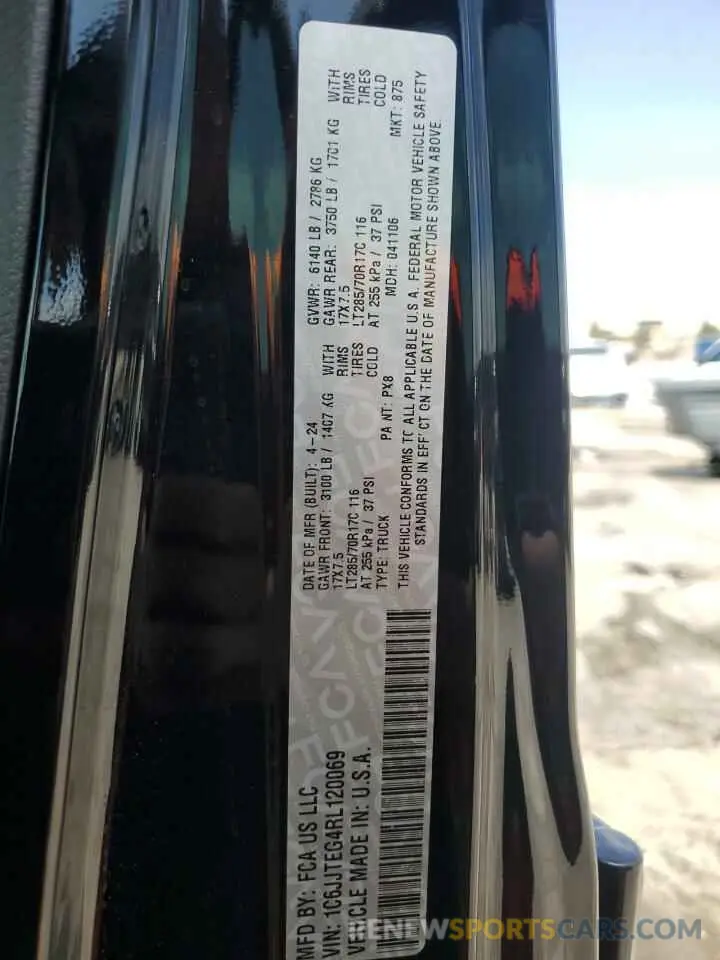 MFD BY: FCA US LLC
VIN: 1C6JJTEG4RL120069
VEHICLE MADE IN: U.S.A.
DATE OF MFR (BUILT): 4-24
GVWR: 6140 LB / 2786 KG
GAWR FRONT: 3100 LB / 1407 KG WITH
GAWR REAR: 3750 LB / 1701 KG WITH
17X7.5 RIMS
17X7.5 RIMS
LT285/70R17C 116 TIRES
LT285/70R17C 116 TIRES
AT 255 kPa / 37 PSI COLD
AT 255 kPa / 37 PSI COLD
TYPE: TRUCK PA NT: PX8 MDH: 041106 MKT: 875
THIS VEHICLE CONFORMS TO ALL APPLICABLE U.S.A. FEDERAL MOTOR VEHICLE SAFETY
STANDARDS IN EFF CT ON THE DATE OF MANUFACTURE SHOWN ABOVE.
RENEWSNETWORK.COM